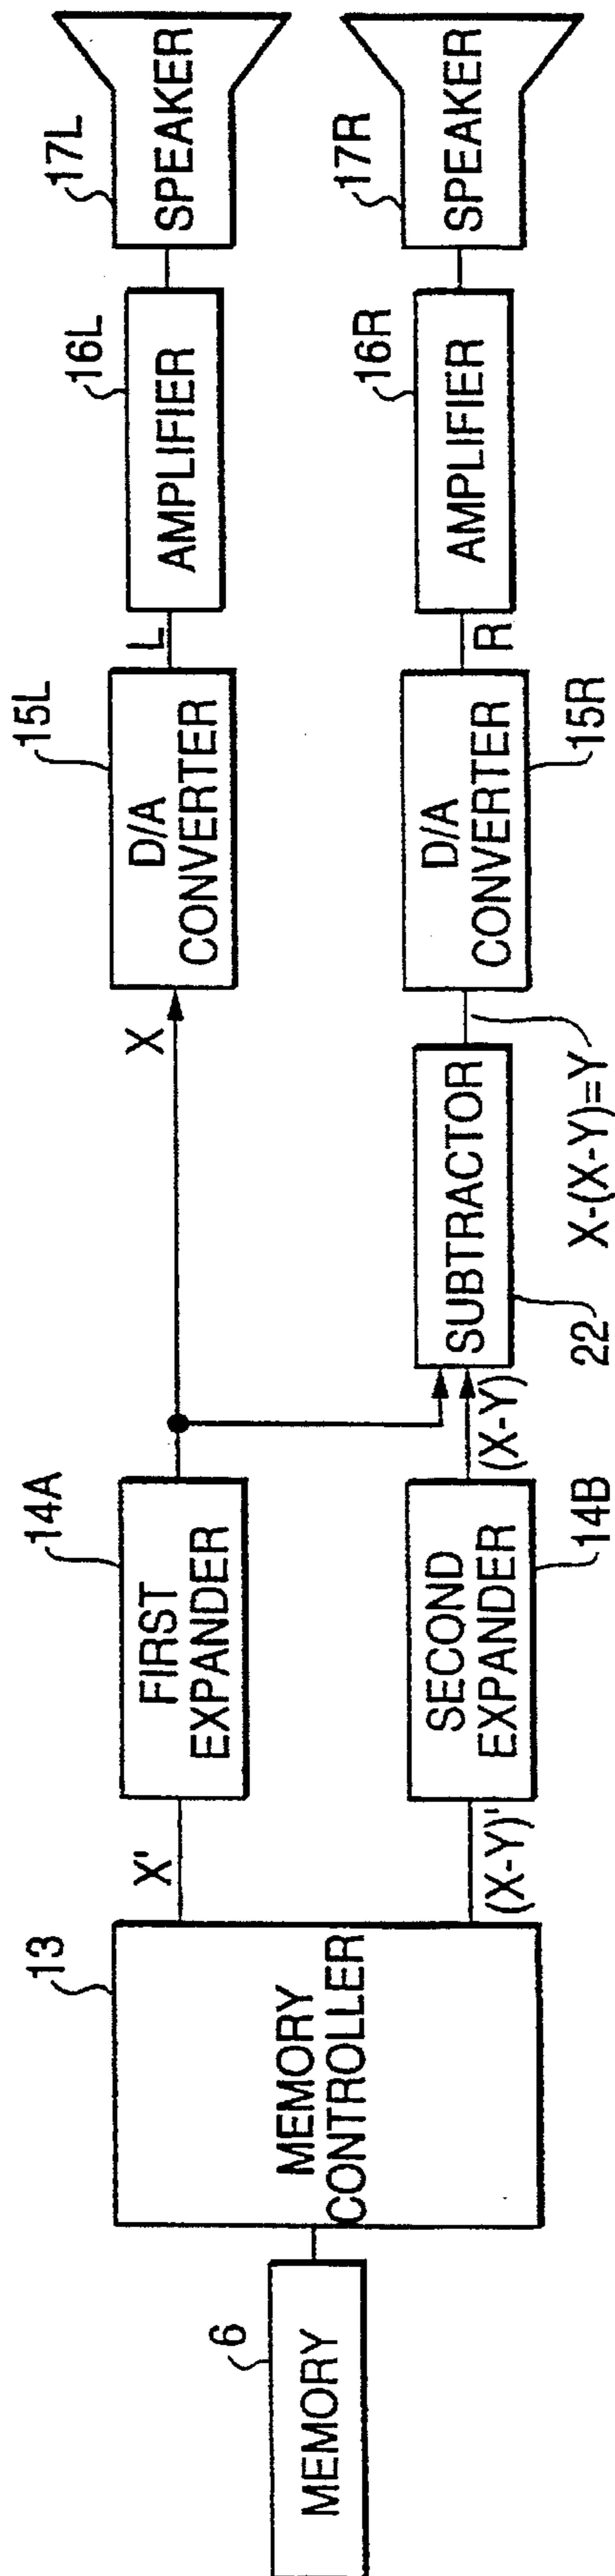 6
MEMORY
13
MEMORY
CONTROLLER
X'
(X-Y)'
14A
FIRST
EXPANDER
SECOND
EXPANDER
14B
(X-Y)
X
SUBTRACTOR
22
X-(X-Y)=Y
15L
D/A
CONVERTER
D/A
CONVERTER
15R
L
R
16L
AMPLIFIER
16R
AMPLIFIER
17L
SPEAKER
17R
SPEAKER